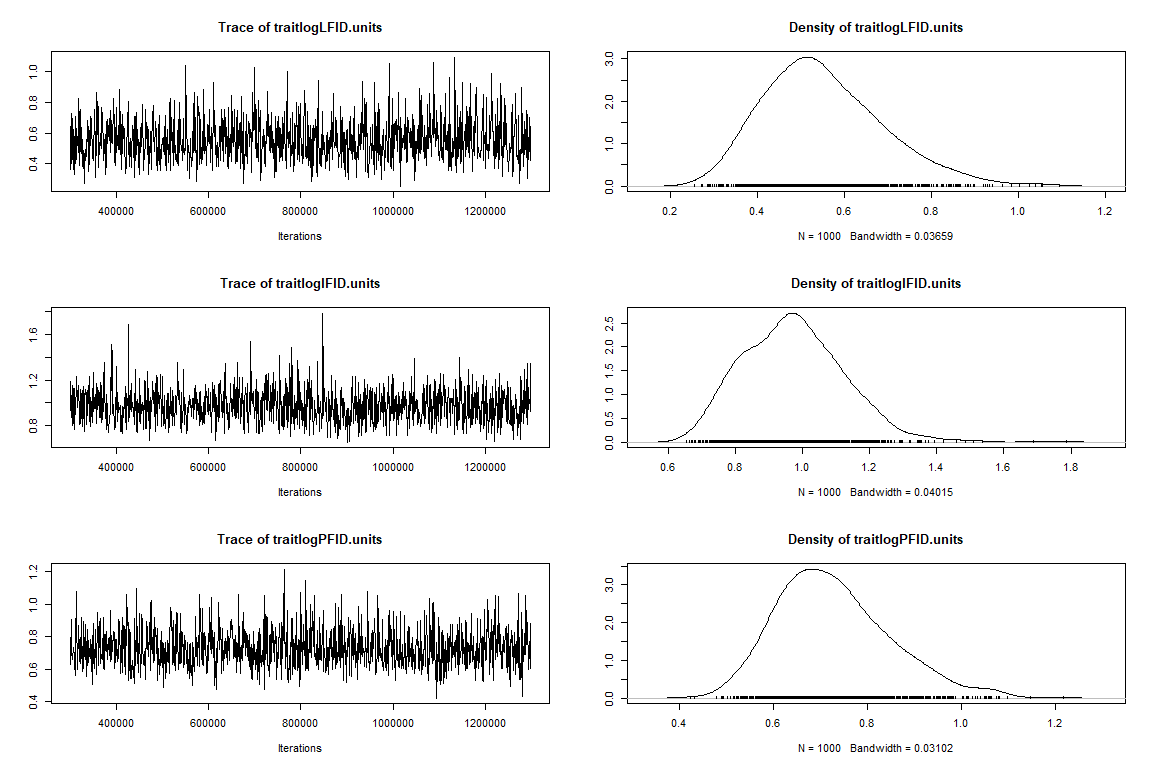 Trace of traitlogLFID.units
Density of traitlogLFID.units
0.4 0.6 0.8 1.0
400000 600000 800000 1000000 1200000
Iterations
0.0 1.0 2.0 3.0
0.2 0.4 0.6 0.8 1.0 1.2
N = 1000 Bandwidth = 0.03659
Trace of traitlogIFID.units
Density of traitlogIFID.units
0.8 1.2 1.6
400000 600000 800000 1000000 1200000
Iterations
0.0 0.5 1.0 1.5 2.0 2.5
0.6 0.8 1.0 1.2 1.4 1.6 1.8
N = 1000 Bandwidth = 0.04015
Trace of traitlogPFID.units
Density of traitlogPFID.units
0.4 0.6 0.8 1.0 1.2
400000 600000 800000 1000000 1200000
Iterations
0.0 1.0 2.0 3.0
0.4 0.6 0.8 1.0 1.2
N = 1000 Bandwidth = 0.03102